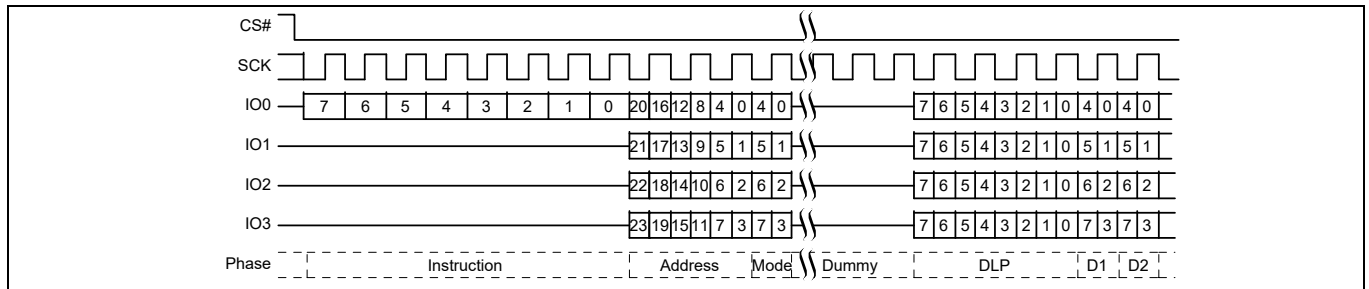 CS#
SCK
IO0 7 6 5 4 3 2 1 0 20 16 12 8 4 0 4 0 7 6 5 4 3 2 1 0 4 0 4 0
IO1 21 17 13 9 5 1 5 1 7 6 5 4 3 2 1 0 5 1 5 1
IO2 22 18 14 10 6 2 6 2 7 6 5 4 3 2 1 0 6 2 6 2
IO3 23 19 15 11 7 3 7 3 7 6 5 4 3 2 1 0 7 3 7 3
Phase Instruction Address Mode Dummy DLP D1 D2